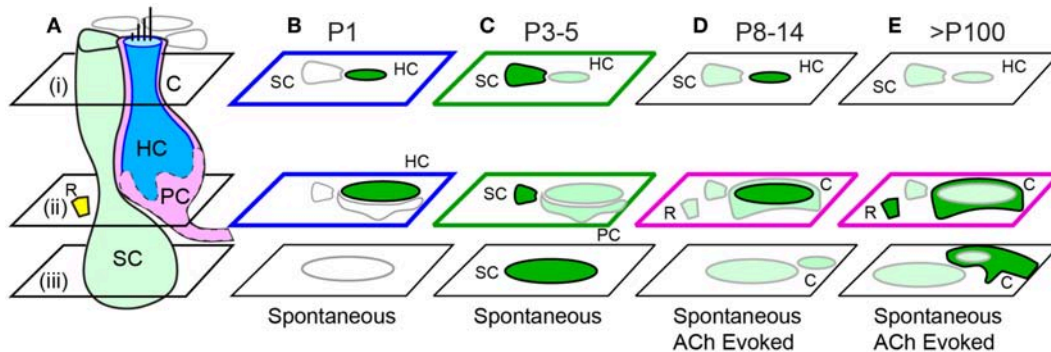 A B P1 C P3-5 D P8-14 E >P100
(i) C SC HC SC HC SC HC SC HC
HC
HC
R PC SC C C
(ii) R R
PC
SC
(iii) SC C C
Spontaneous Spontaneous Spontaneous Spontaneous
ACh Evoked ACh Evoked